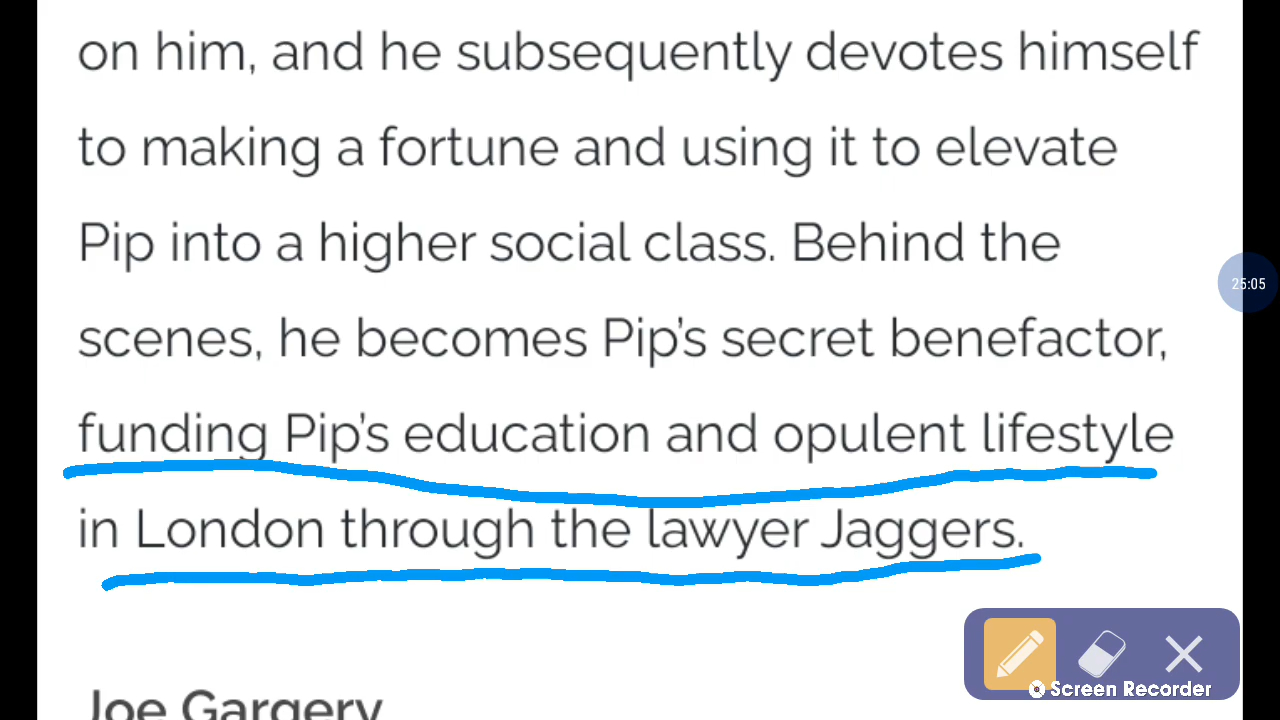 on him, and he subsequently devotes himself
to making a fortune and using it to elevate
Pip into a higher social class. Behind the
scenes, he becomes Pip's secret benefactor,
funding Pip's education and opulent lifestyle
in London through the lawyer Jaggers.
Joe Gargery
25:05
Screen Recorder